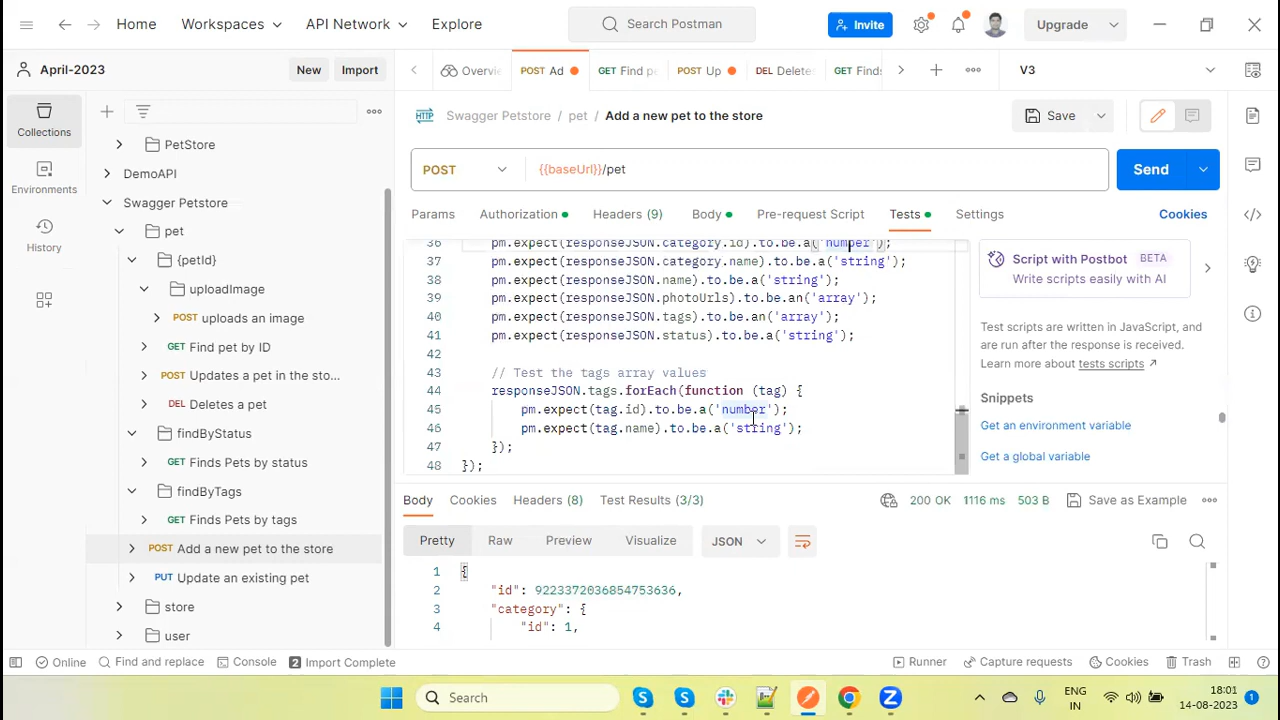 Home
Workspaces
API Network
Explore
Search Postman
Invite
Upgrade
April-2023
New
Import
Overvi
POST Ad
Find p
POST Up
DEL Delete
GET Find
V3
Collections
Environments
History
PetStore
DemoAPI
Swagger Petstore
pet
{petId}
uploadImage
POST uploads an image
GET Find pet by ID
POST Updates a pet in the sto...
DEL Deletes a pet
findByStatus
GET Finds Pets by status
findByTags
GET Finds Pets by tags
POST Add a new pet to the store
PUT Update an existing pet
store
user
HTTP
Swagger Petstore / pet / Add a new pet to the store
Save
POST
{{baseUrl}}/pet
Send
Params
Authorization
Headers (9)
Body
Pre-request Script
Tests
Settings
Cookies
36 pm.expect(responseJSON.category.id).to.be.a('number');
37 pm.expect(responseJSON.category.name).to.be.a('string');
38 pm.expect(responseJSON.name).to.be.a('string');
39 pm.expect(responseJSON.photoUrls).to.be.an('array');
40 pm.expect(responseJSON.tags).to.be.an('array');
41 pm.expect(responseJSON.status).to.be.a('string');
42
43 // Test the tags array values
44 responseJSON.tags.forEach(function (tag) {
45 pm.expect(tag.id).to.be.a('number');
46 pm.expect(tag.name).to.be.a('string');
47 });
48 });
Script with Postbot BETA
Write scripts easily with AI
Test scripts are written in JavaScript, and
are run after the response is received.
Learn more about tests scripts
Snippets
Get an environment variable
Get a global variable
Body
Cookies
Headers (8)
Test Results (3/3)
200 OK
1116 ms
503 B
Save as Example
Pretty
Raw
Preview
Visualize
JSON
1 {
2 "id": 9223372036854753636,
3 "category": {
4 "id": 1,
Online
Find and replace
Console
2 Import Complete
Runner
Capture requests
Cookies
Trash
Search
ENG
IN
18:01
14-08-2023
1